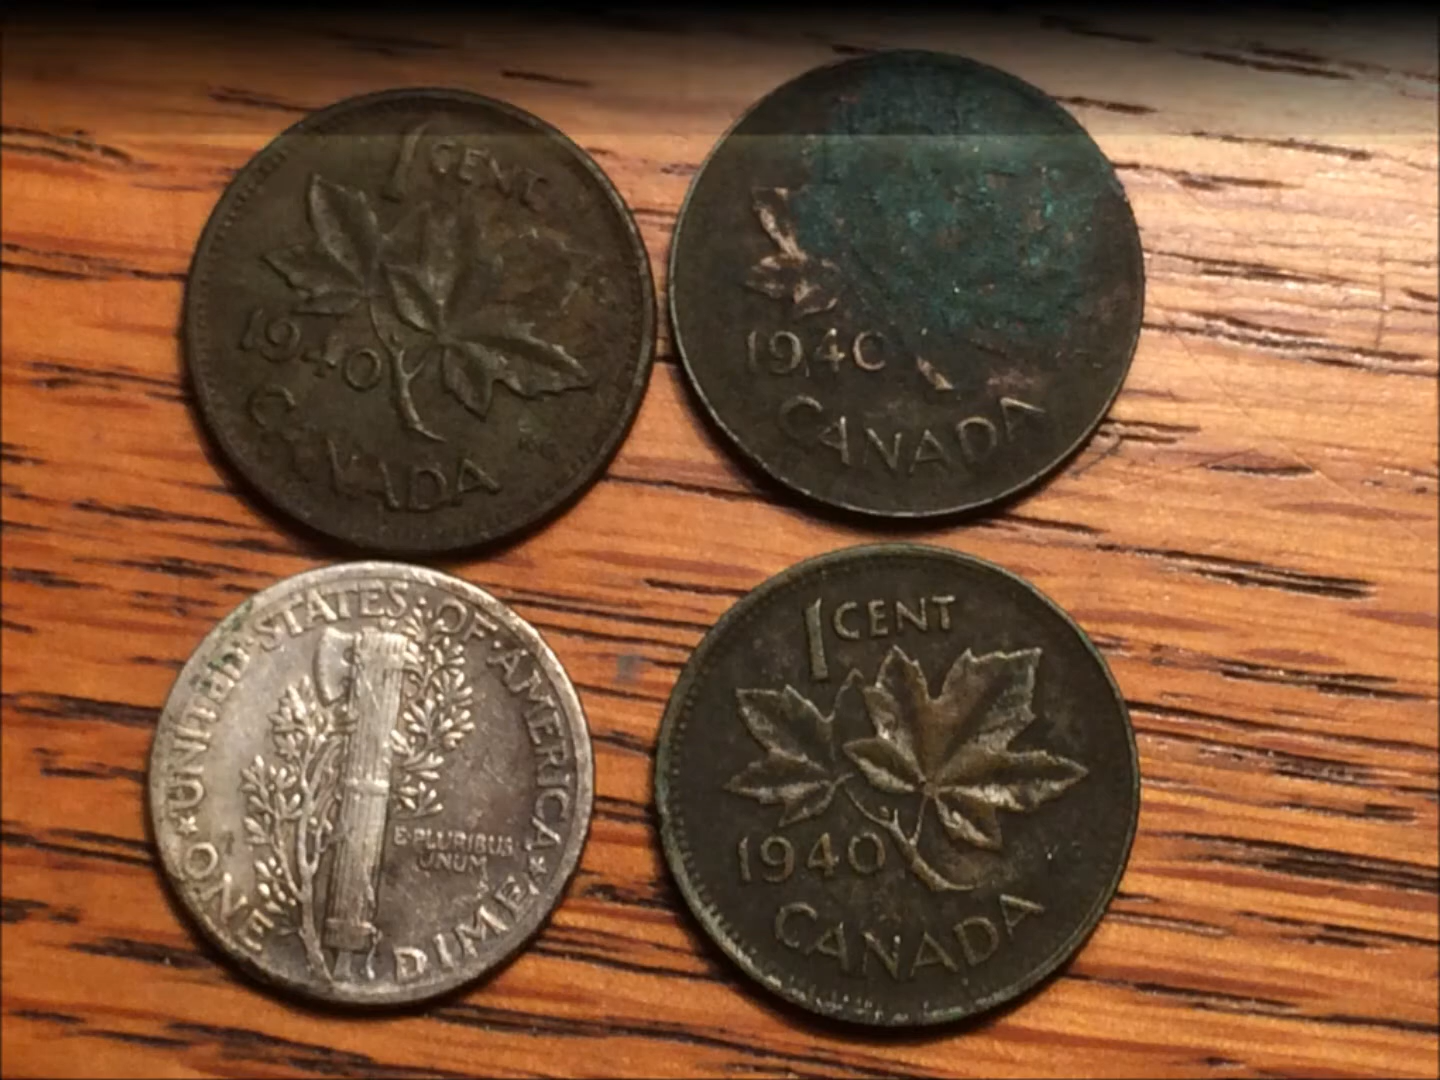 1 CENT
1940
CANADA
1940
CANADA
UNITED·STATES·OF·AMERICA
E·PLURIBUS
UNUM
ONE DIME
1 CENT
1940
CANADA